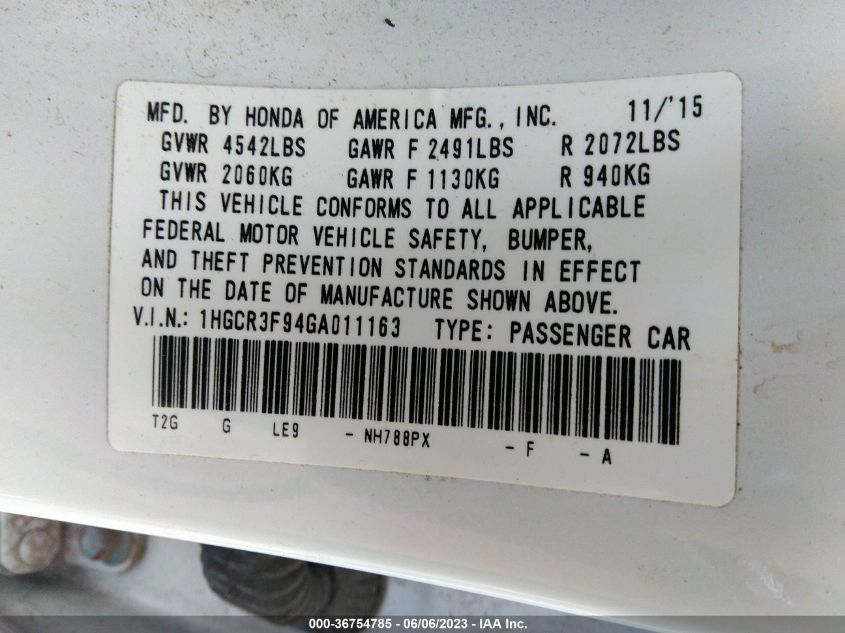 MFD. BY HONDA OF AMERICA MFG., INC. 11/'15
GVWR 4542LBS GAWR F 2491LBS R 2072LBS
GVWR 2060KG GAWR F 1130KG R 940KG
THIS VEHICLE CONFORMS TO ALL APPLICABLE
FEDERAL MOTOR VEHICLE SAFETY, BUMPER,
AND THEFT PREVENTION STANDARDS IN EFFECT
ON THE DATE OF MANUFACTURE SHOWN ABOVE.
V.I.N.: 1HGCR3F94GA011163 TYPE: PASSENGER CAR
T2G G LE9 - NH788PX - F - A
000-36754785 - 06/06/2023 - IAA Inc.